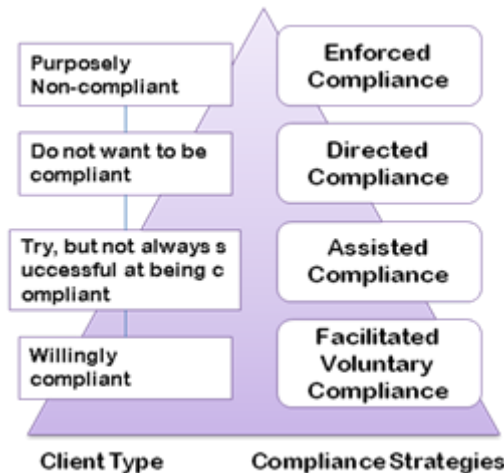 Purposely
Non-compliant
Enforced
Compliance
Do not want to be
compliant
Directed
Compliance
Try, but not always s
uccessful at being c
ompliant
Assisted
Compliance
Willingly
compliant
Facilitated
Voluntary
Compliance
Client Type
Compliance Strategies